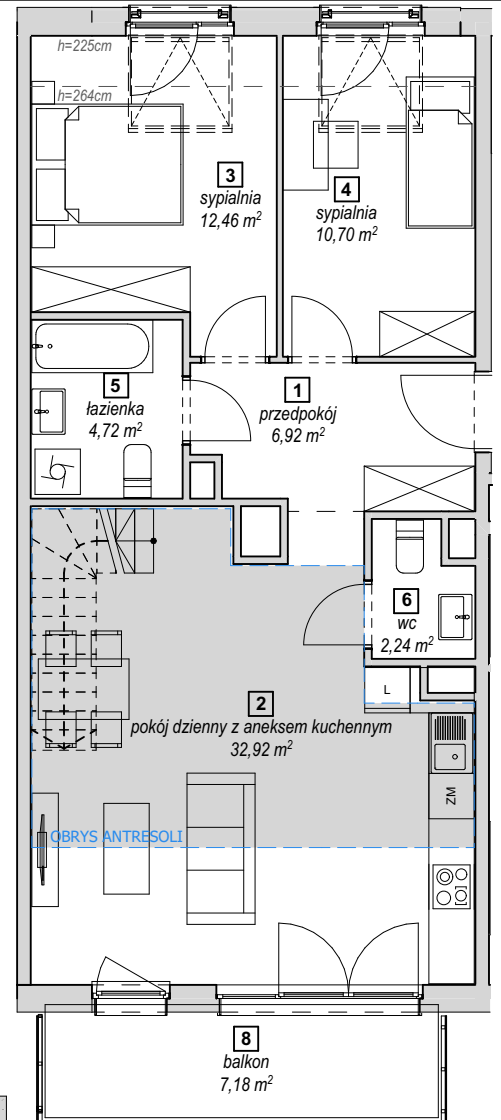 h=225cm
h=264cm
3
sypialnia
12,46 m²
4
sypialnia
10,70 m²
5
łazienka
4,72 m²
1
przedpokój
6,92 m²
6
wc
2,24 m²
L
2
pokój dzienny z aneksem kuchennym
32,92 m²
ZM
OBRYS ANTRESOLI
8
balkon
7,18 m²